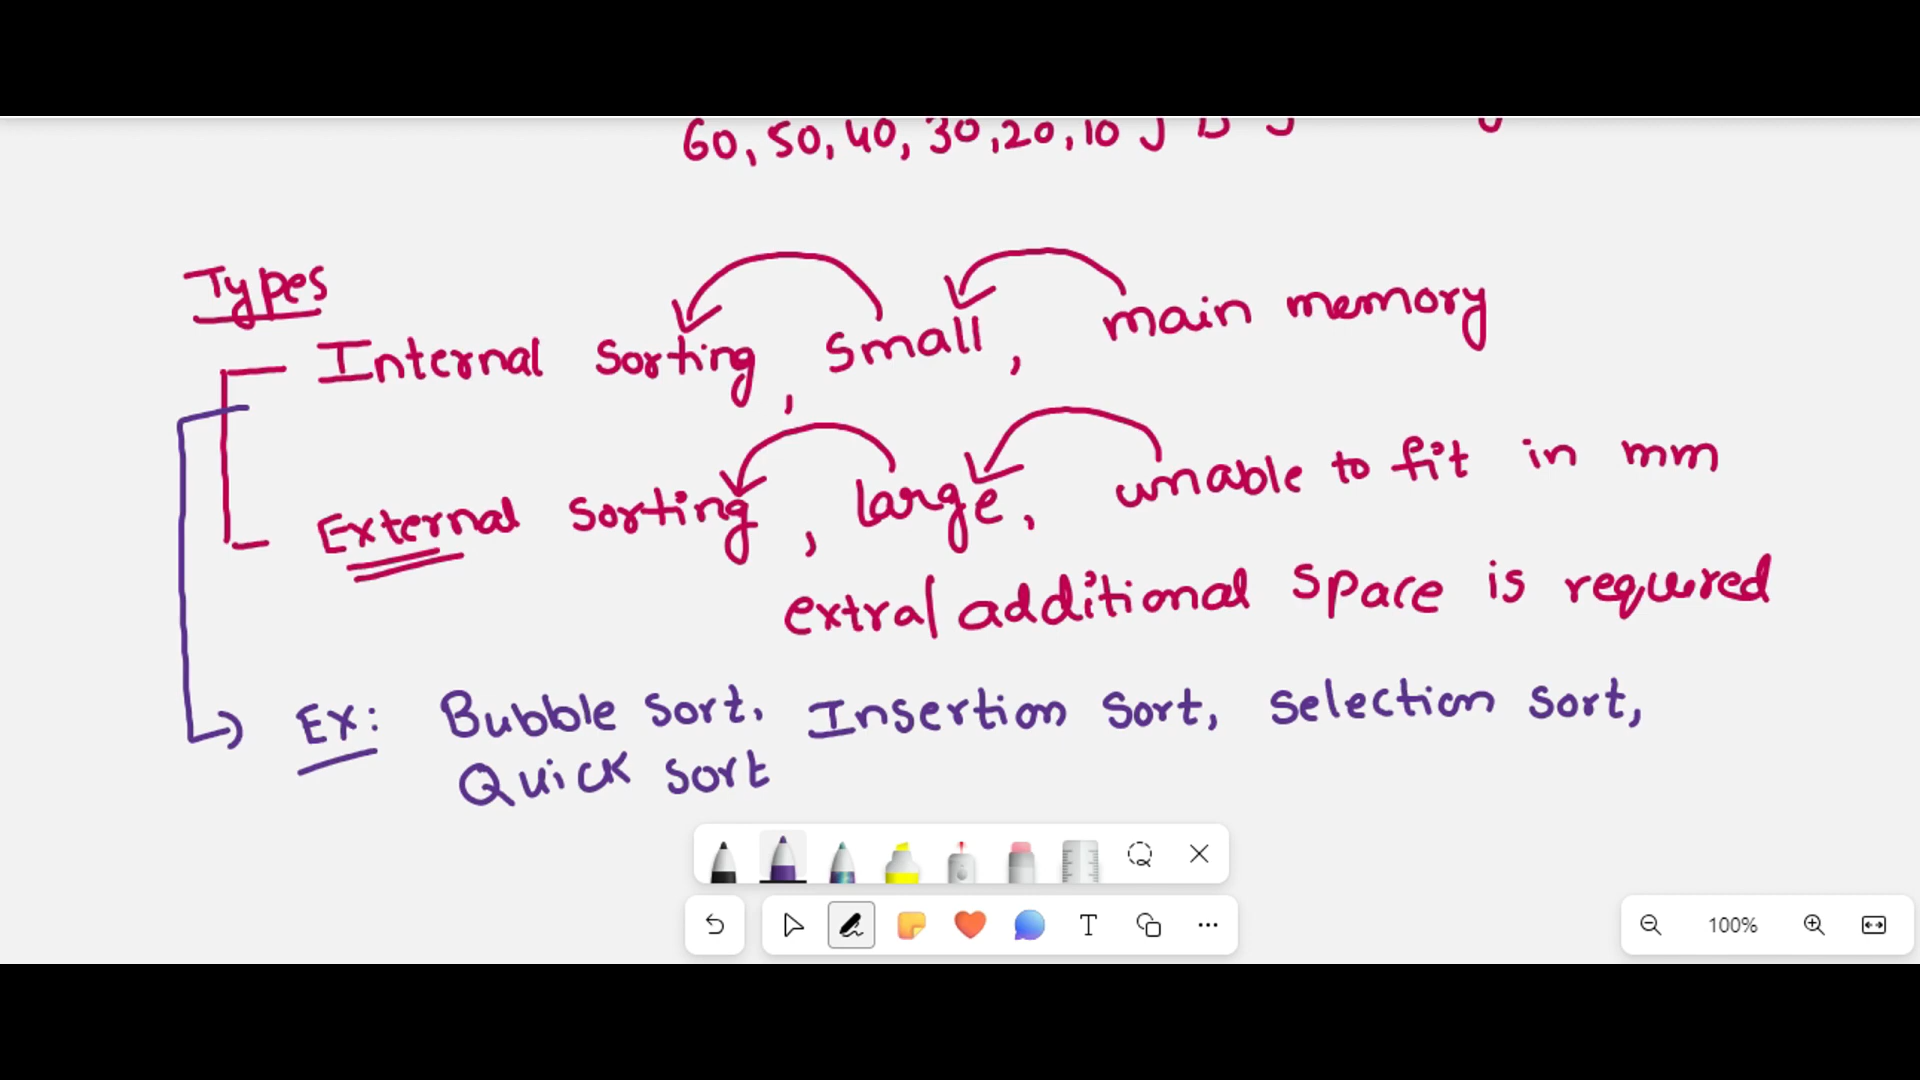 60, 50, 40, 30, 20, 10
Types
Internal Sorting, Small, main memory
External Sorting, large, unable to fit in mm
extra/additional Space is required
Ex: Bubble Sort, Insertion Sort, Selection Sort,
Quick Sort
T
100%